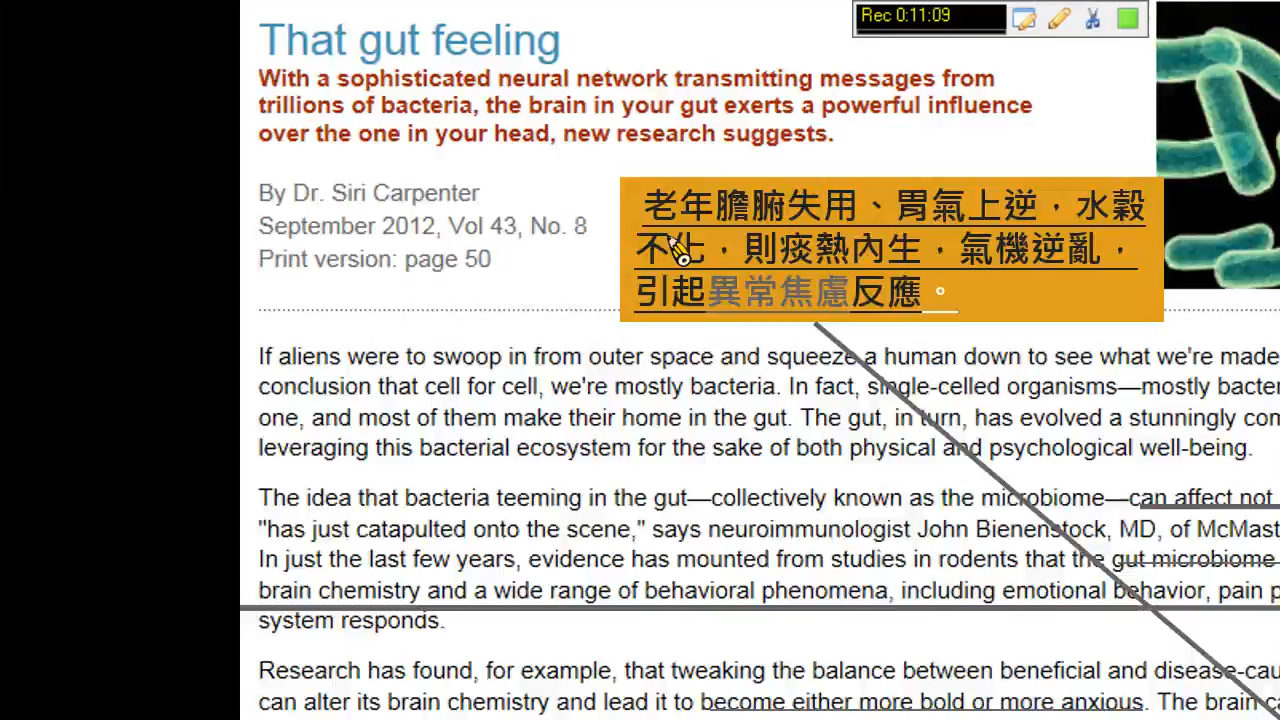 Rec 0:11:09
That gut feeling
With a sophisticated neural network transmitting messages from
trillions of bacteria, the brain in your gut exerts a powerful influence
over the one in your head, new research suggests.
By Dr. Siri Carpenter
September 2012, Vol 43, No. 8
Print version: page 50
老年膽腑失用、胃氣上逆，水穀
不化，則痰熱內生，氣機逆亂，
引起異常焦慮反應。
If aliens were to swoop in from outer space and squeeze a human down to see what we're made
conclusion that cell for cell, we're mostly bacteria. In fact, single-celled organisms—mostly bacter
one, and most of them make their home in the gut. The gut, in turn, has evolved a stunningly con
leveraging this bacterial ecosystem for the sake of both physical and psychological well-being.
The idea that bacteria teeming in the gut—collectively known as the microbiome—can affect not
"has just catapulted onto the scene," says neuroimmunologist John Bienenstock, MD, of McMast
In just the last few years, evidence has mounted from studies in rodents that the gut microbiome
brain chemistry and a wide range of behavioral phenomena, including emotional behavior, pain p
system responds.
Research has found, for example, that tweaking the balance between beneficial and disease-cau
can alter its brain chemistry and lead it to become either more bold or more anxious. The brain c